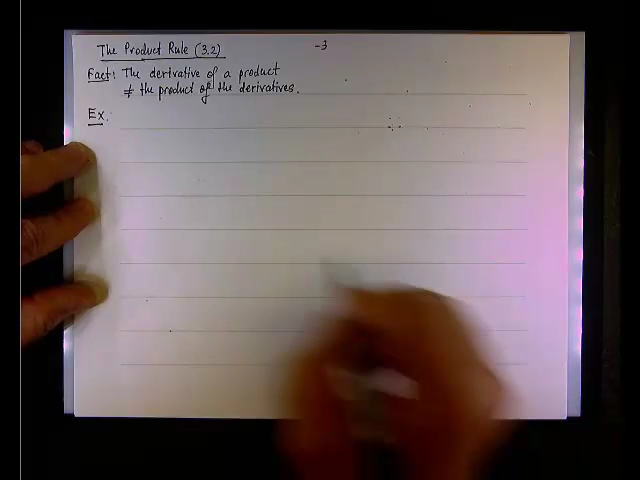 The Product Rule (3.2)
-3
Fact: The derivative of a product
≠ the product of the derivatives.
Ex.